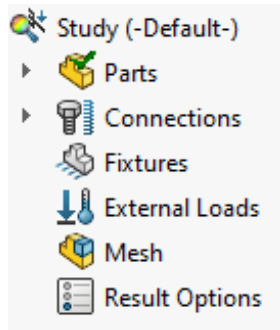 Study (-Default-)
Parts
Connections
Fixtures
External Loads
Mesh
Result Options